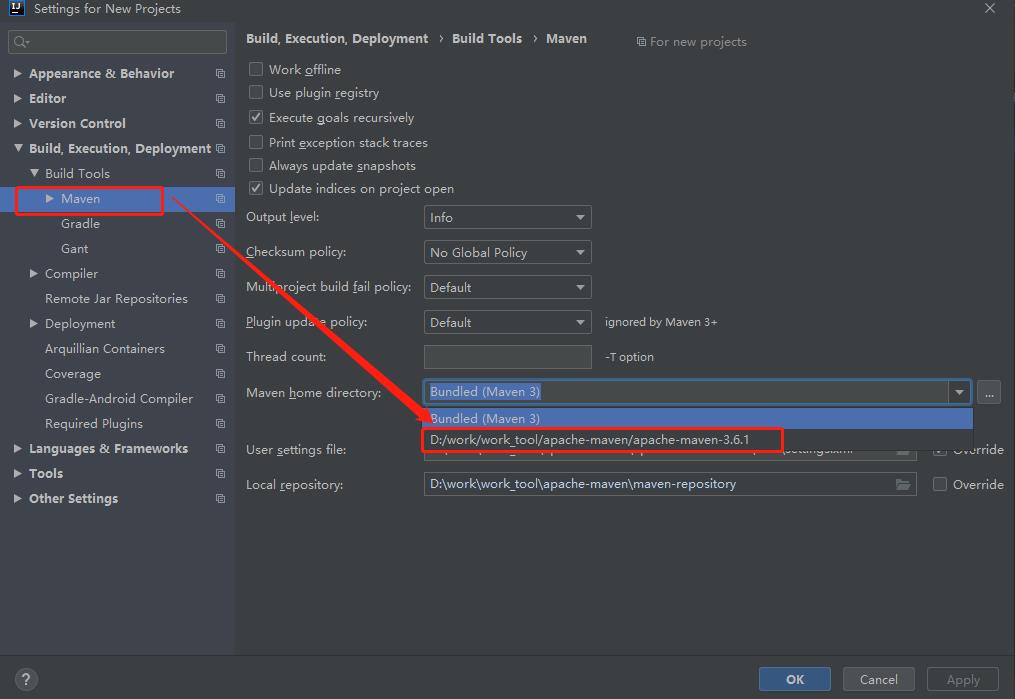 IJ Settings for New Projects
Build, Execution, Deployment › Build Tools › Maven For new projects
Appearance & Behavior
Editor
Version Control
Build, Execution, Deployment
Build Tools
Maven
Gradle
Gant
Compiler
Remote Jar Repositories
Deployment
Arquillian Containers
Coverage
Gradle-Android Compiler
Required Plugins
Languages & Frameworks
Tools
Other Settings
Work offline
Use plugin registry
Execute goals recursively
Print exception stack traces
Always update snapshots
Update indices on project open
Output level: Info
Checksum policy: No Global Policy
Multiproject build fail policy: Default
Plugin update policy: Default ignored by Maven 3+
Thread count: -T option
Maven home directory: Bundled (Maven 3) ...
Bundled (Maven 3)
D:/work/work_tool/apache-maven/apache-maven-3.6.1
User settings file: Override
Local repository: D:\work\work_tool\apache-maven\maven-repository Override
? OK Cancel Apply